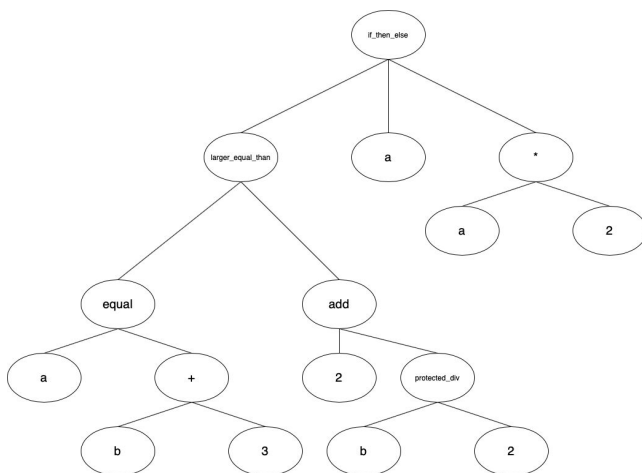 if_then_else
larger_equal_than a *
a 2
equal add
a + 2 protected_div
b 3 b 2